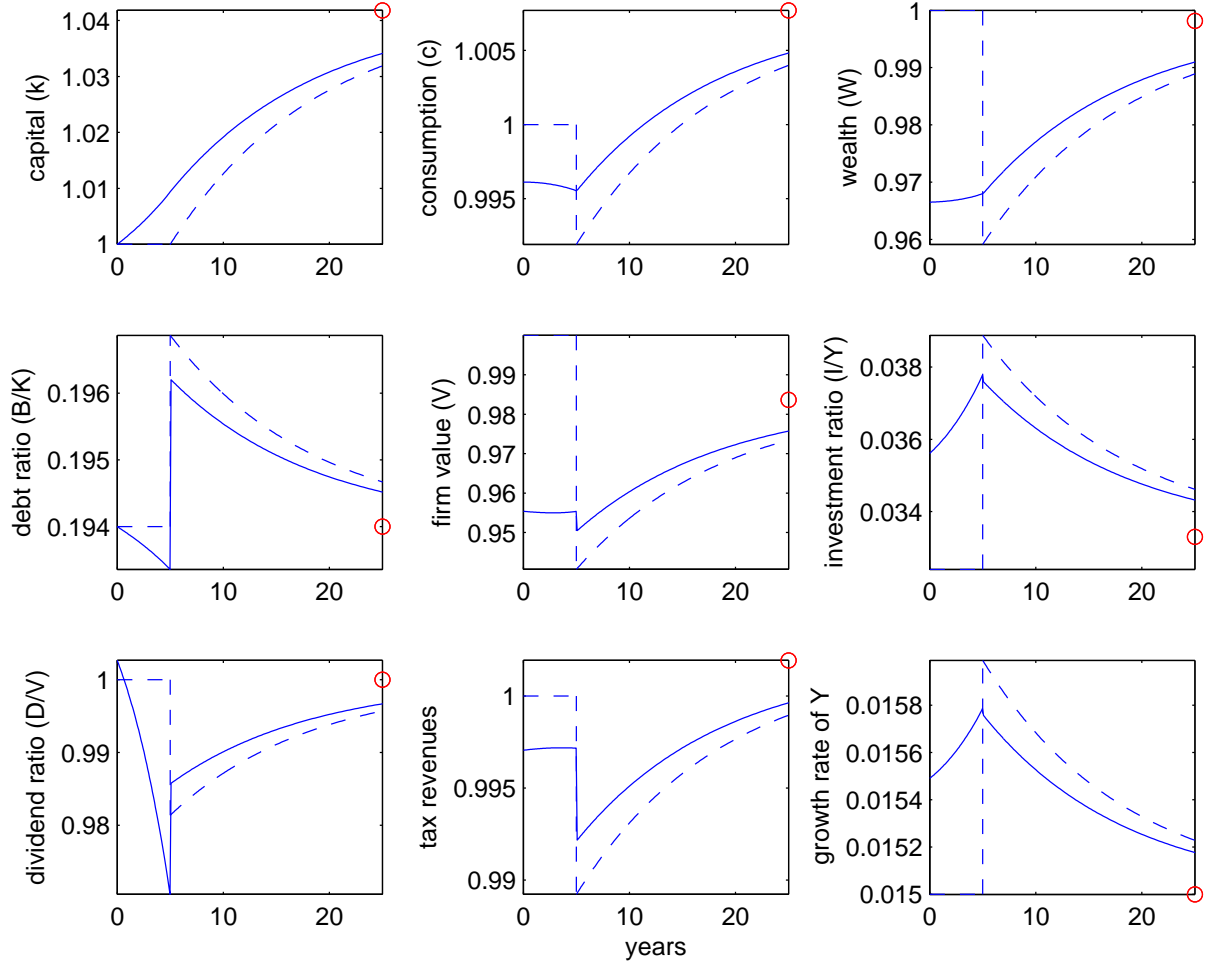 1.04
1.03
1.02
1.01
1
capital (k)
0 10 20
1.005
1
0.995
consumption (c)
0 10 20
1
0.99
0.98
0.97
0.96
wealth (W)
0 10 20
0.196
0.195
0.194
debt ratio (B/K)
0 10 20
0.99
0.98
0.97
0.96
0.95
firm value (V)
0 10 20
0.038
0.036
0.034
investment ratio (I/Y)
0 10 20
1
0.99
0.98
dividend ratio (D/V)
0 10 20
1
0.995
0.99
tax revenues
0 10 20
years
0.0158
0.0156
0.0154
0.0152
0.015
growth rate of Y
0 10 20